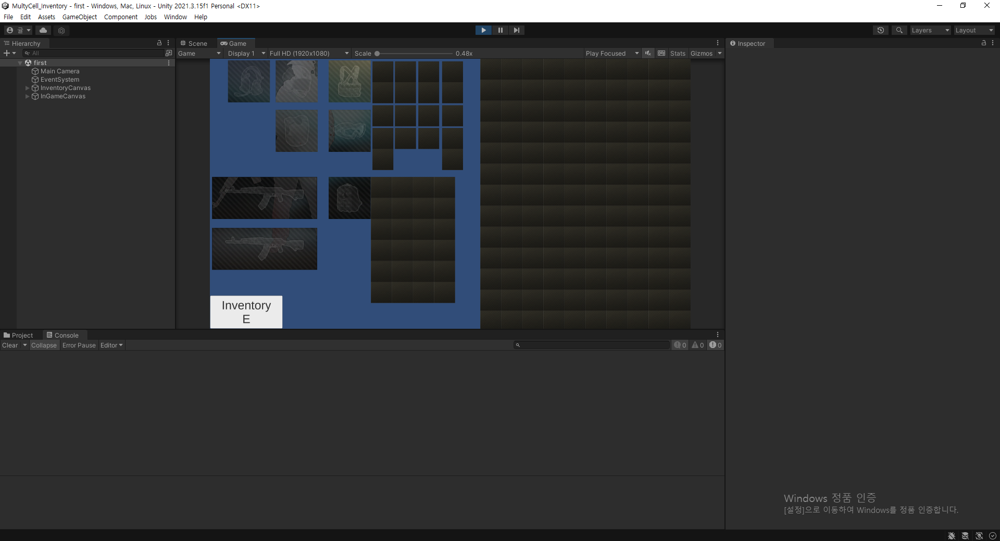 MultyCell_Inventory - first - Windows, Mac, Linux - Unity 2021.3.15f1 Personal <DX11>
File Edit Assets GameObject Component Jobs Window Help
귤
Layers
Layout
Hierarchy
All
first
Main Camera
EventSystem
InventoryCanvas
InGameCanvas
Scene
Game
Game
Display 1
Full HD (1920x1080)
Scale
0.48x
Play Focused
Stats
Gizmos
Inventory
E
Inspector
Project
Console
Clear
Collapse
Error Pause
Editor
0
0
0
Windows 정품 인증
[설정]으로 이동하여 Windows를 정품 인증합니다.